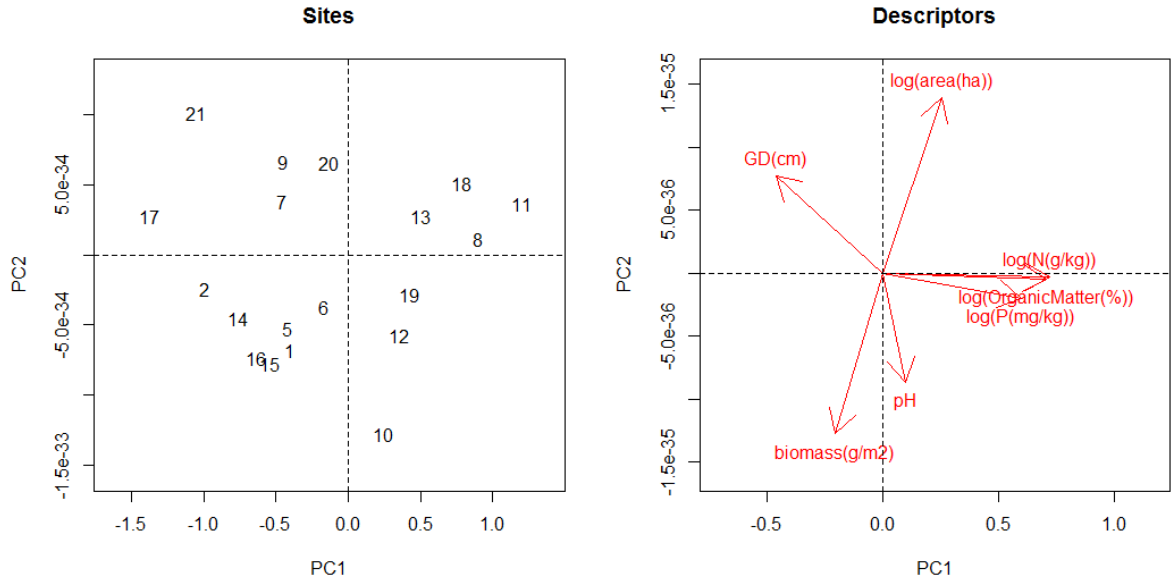 Sites
PC2
5.0e-34
-5.0e-34
-1.5e-33
21
9
20
7
18
17
13
11
8
2
19
14
6
5
12
16
1
15
10
-1.5
-1.0
-0.5
0.0
0.5
1.0
PC1
Descriptors
PC2
1.5e-35
5.0e-36
-5.0e-36
-1.5e-35
log(area(ha))
GD(cm)
log(N(g/kg))
log(OrganicMatter(%))
log(P(mg/kg))
pH
biomass(g/m2)
-0.5
0.0
0.5
1.0
PC1